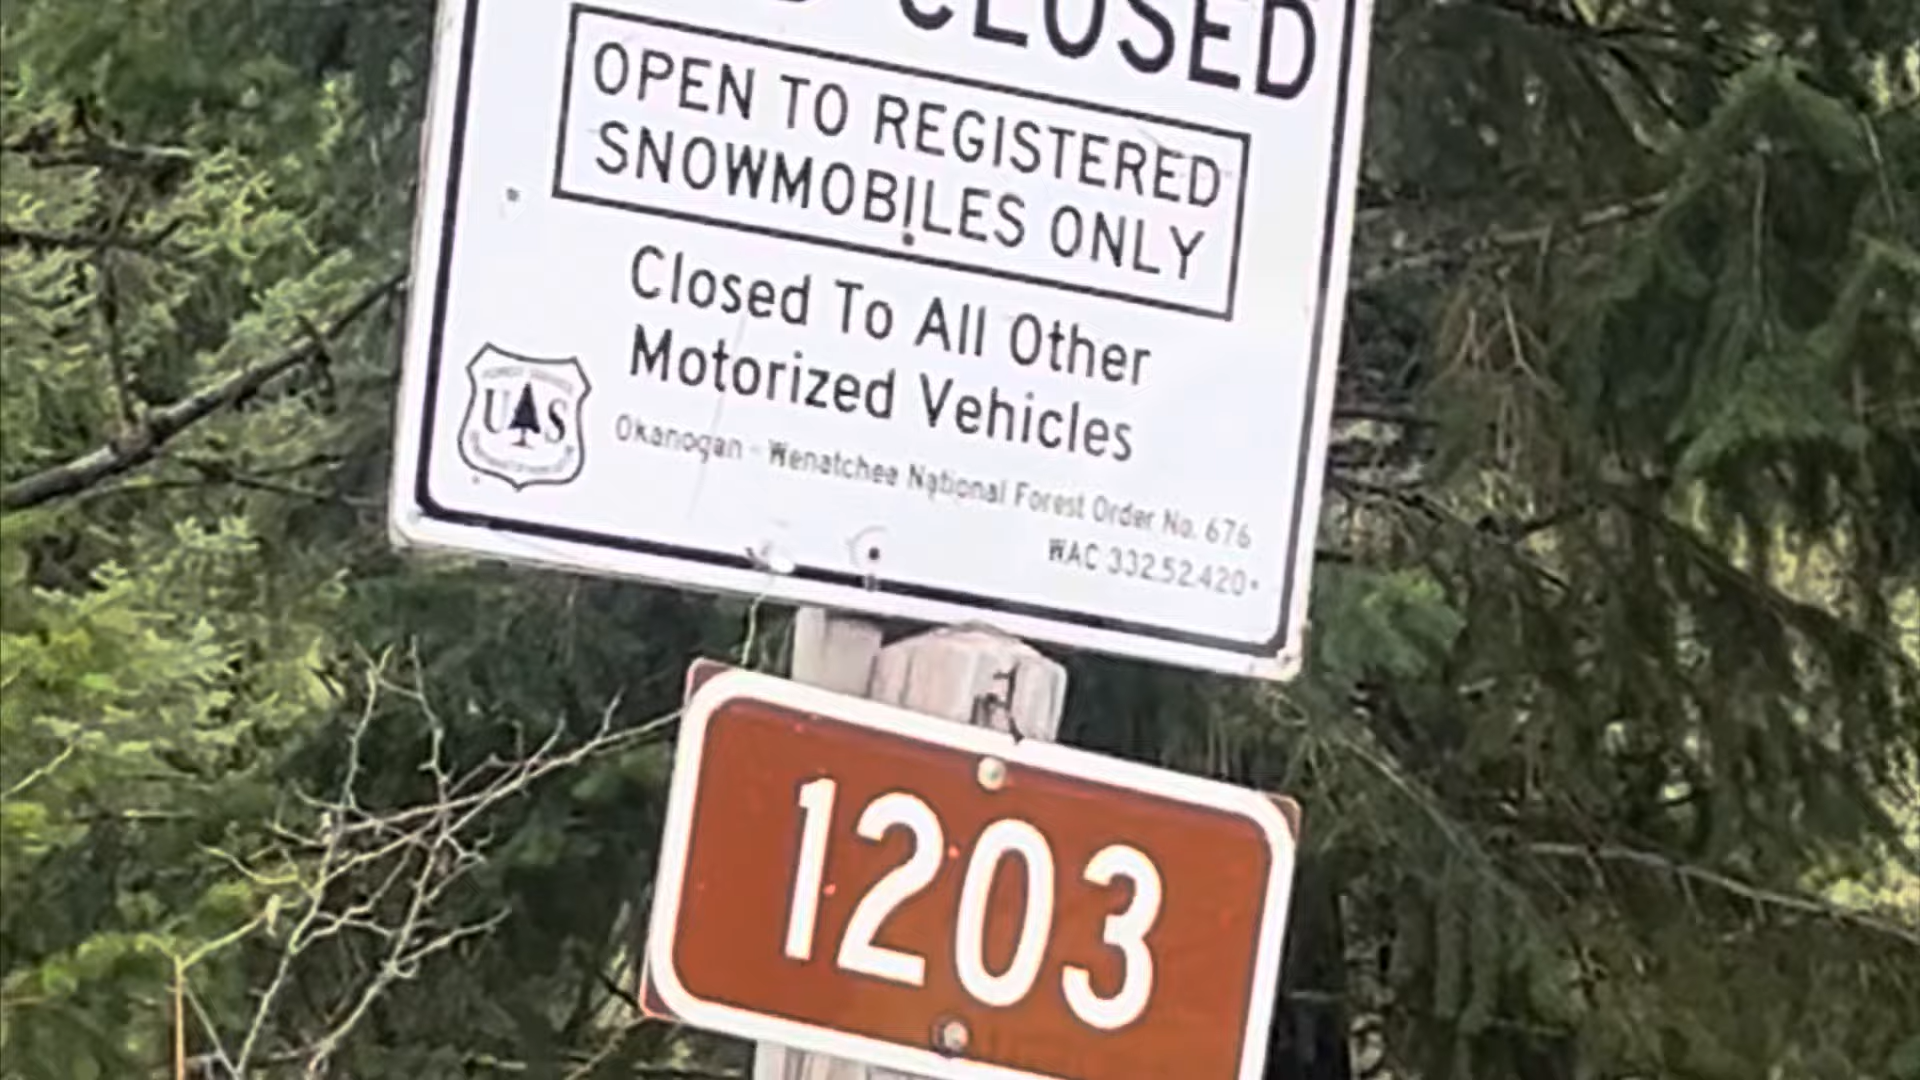 CLOSED
OPEN TO REGISTERED
SNOWMOBILES ONLY
Closed To All Other
Motorized Vehicles
US
Okanogan - Wenatchee National Forest Order No. 676
WAC 332.52.420
1203